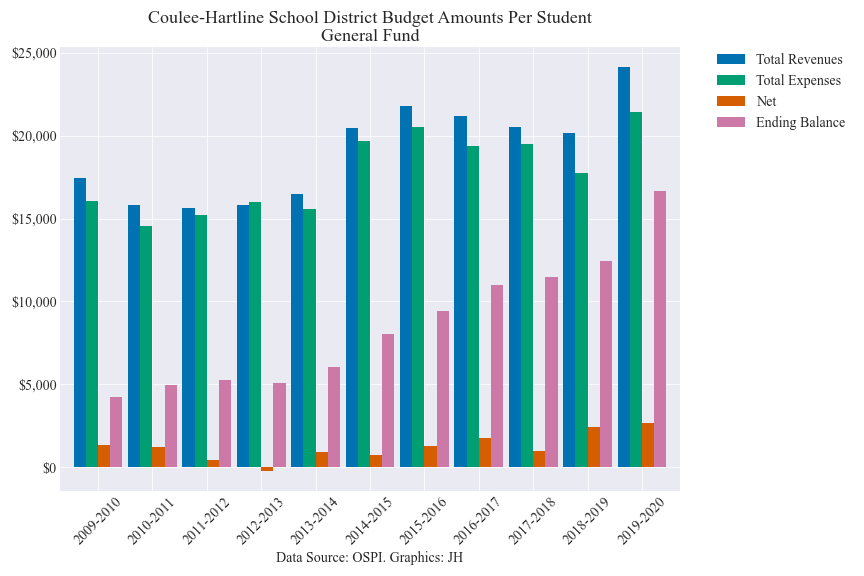 Coulee-Hartline School District Budget Amounts Per Student
General Fund
Total Revenues
Total Expenses
Net
Ending Balance
$25,000
$20,000
$15,000
$10,000
$5,000
$0
2009-2010
2010-2011
2011-2012
2012-2013
2013-2014
2014-2015
2015-2016
2016-2017
2017-2018
2018-2019
2019-2020
Data Source: OSPI. Graphics: JH